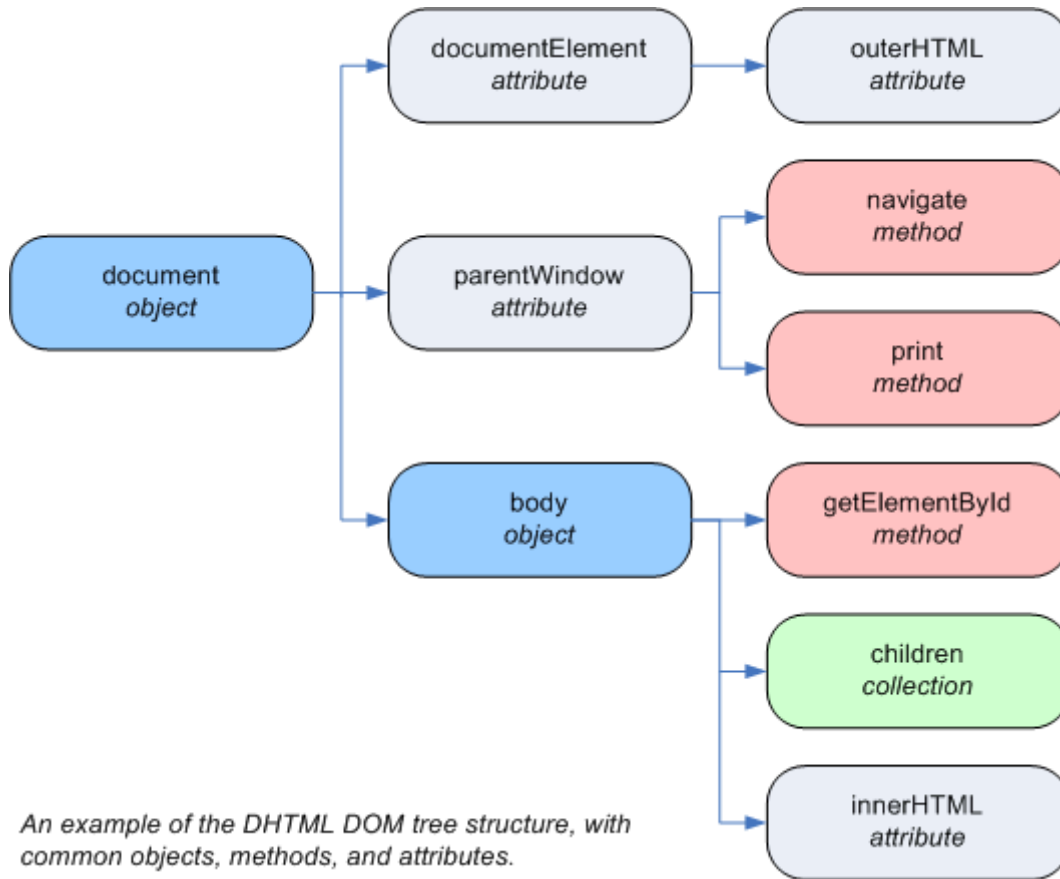 documentElement
attribute
outerHTML
attribute
navigate
method
document
object
parentWindow
attribute
print
method
body
object
getElementById
method
children
collection
innerHTML
attribute
An example of the DHTML DOM tree structure, with
common objects, methods, and attributes.